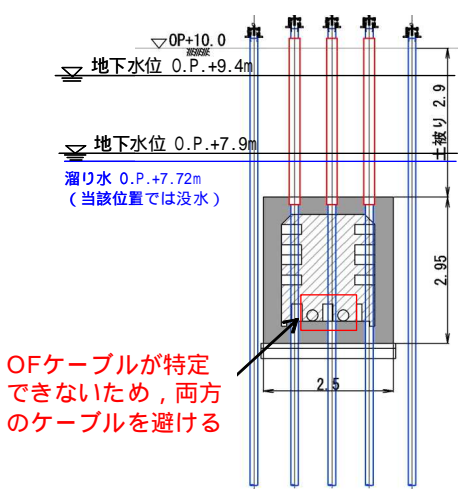 ▽OP+10.0
地下水位 O.P.+9.4m
地下水位 O.P.+7.9m
溜り水 O.P.+7.72m
（当該位置では没水）
土被り 2.9
2.95
2.5
OFケーブルが特定
できないため，両方
のケーブルを避ける